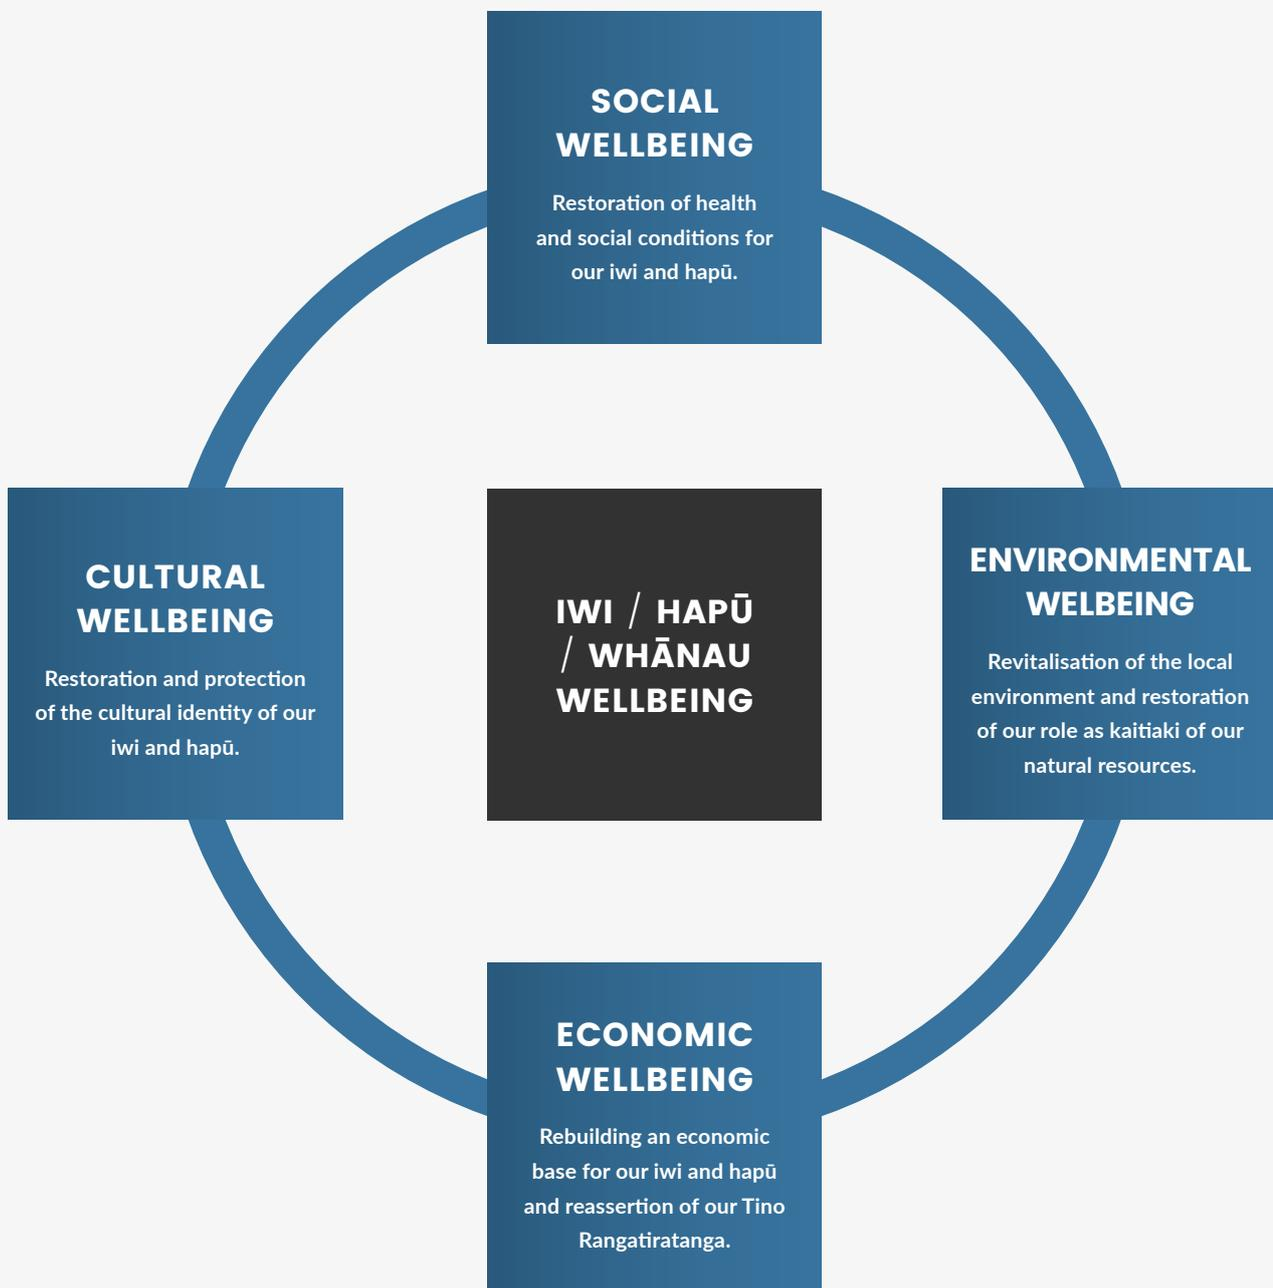 SOCIAL
WELLBEING
Restoration of health
and social conditions for
our iwi and hapū.
CULTURAL
WELLBEING
Restoration and protection
of the cultural identity of our
iwi and hapū.
IWI / HAPŪ
/ WHĀNAU
WELLBEING
ENVIRONMENTAL
WELBEING
Revitalisation of the local
environment and restoration
of our role as kaitiaki of our
natural resources.
ECONOMIC
WELLBEING
Rebuilding an economic
base for our iwi and hapū
and reassertion of our Tino
Rangatiratanga.